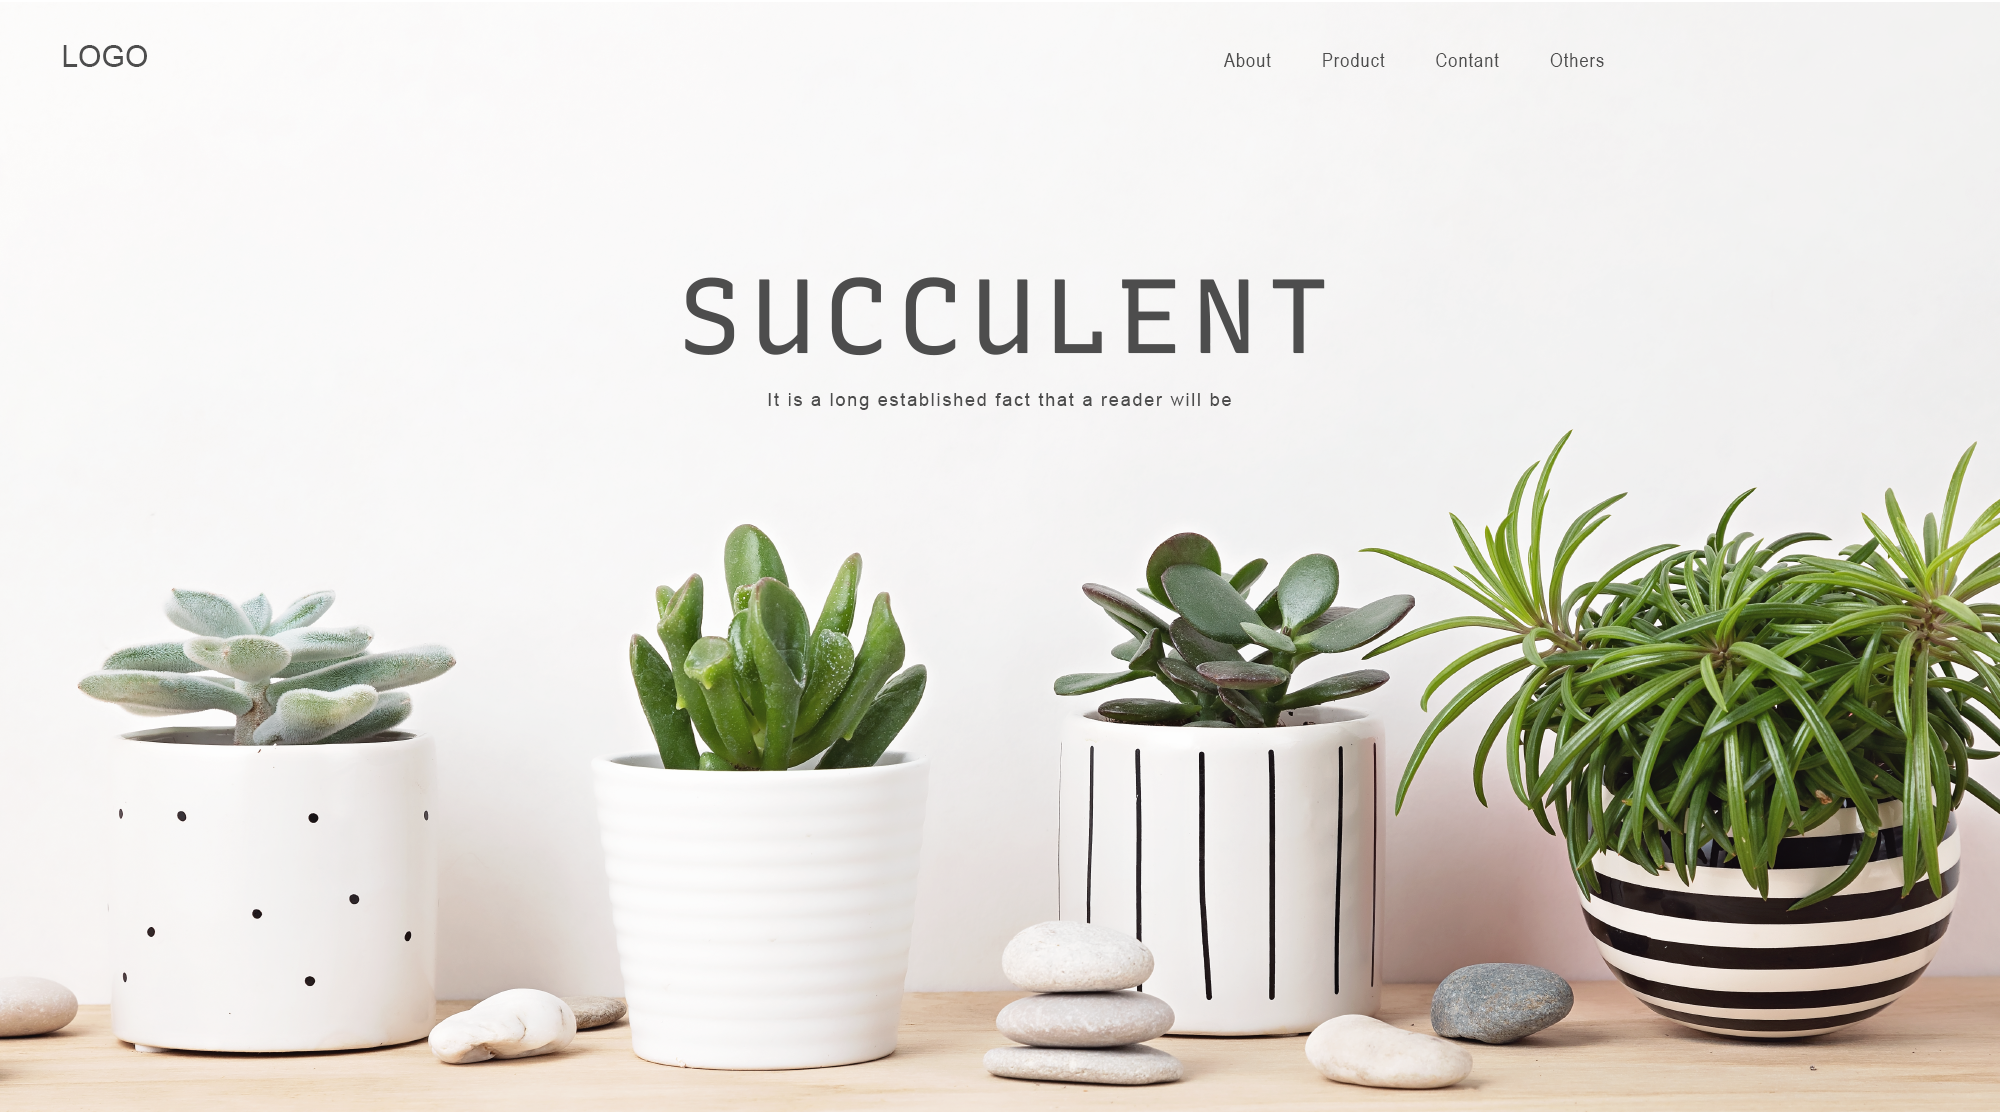 LOGO
About Product Contant Others
SUCCULENT
It is a long established fact that a reader will be